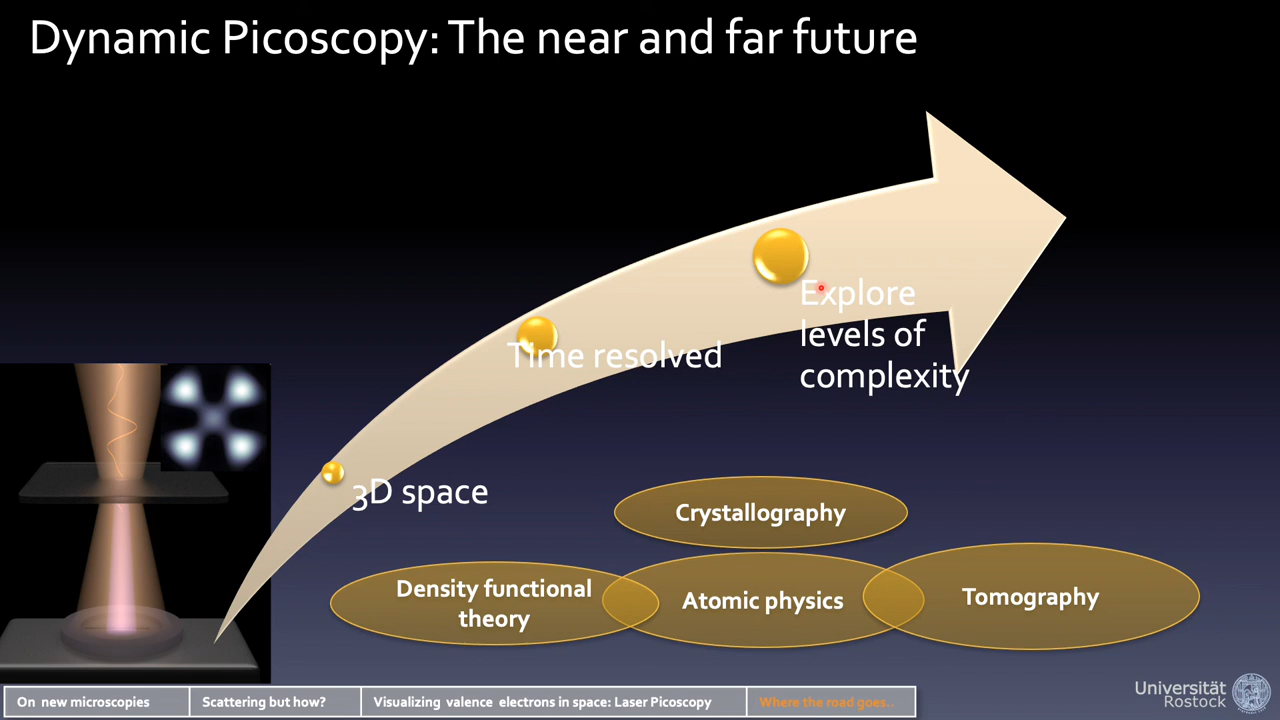 Dynamic Picoscopy: The near and far future
Explore
levels of
complexity
Time resolved
3D space
Crystallography
Density functional
theory
Atomic physics
Tomography
On new microscopies
Scattering but how?
Visualizing valence electrons in space: Laser Picoscopy
Where the road goes..
Universität
Rostock